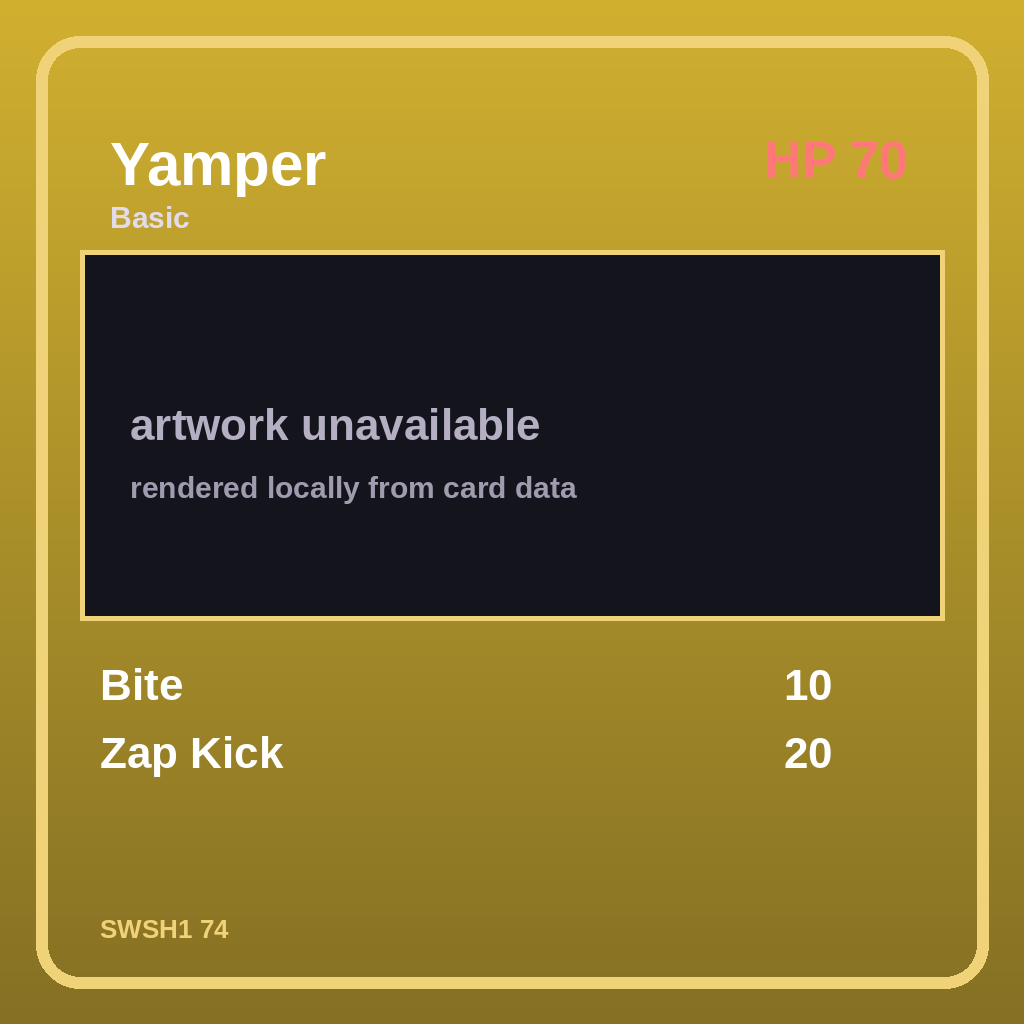 Yamper
HP 70
Basic
artwork unavailable
rendered locally from card data
Bite 10
Zap Kick 20
SWSH1 74